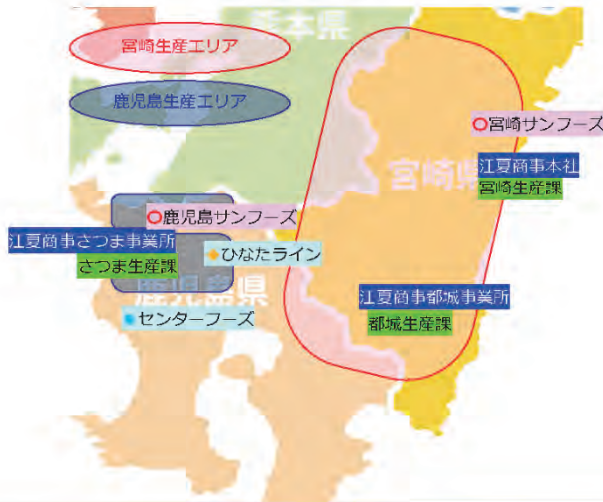 熊本県
宮崎生産エリア
鹿児島生産エリア
宮崎サンフーズ
江夏商事本社
宮崎生産課
宮崎県
鹿児島サンフーズ
江夏商事さつま事業所
さつま生産課
ひなたライン
鹿児島県
センターフーズ
江夏商事都城事業所
都城生産課